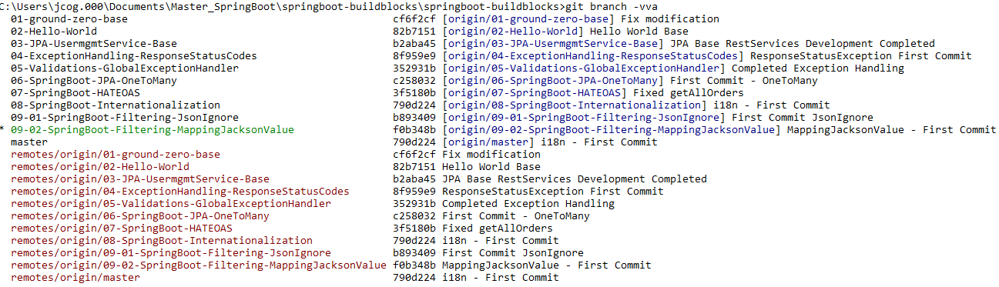 C:\Users\jcog.000\Documents\Master_SpringBoot\springboot-buildblocks\springboot-buildblocks>git branch -vva
01-ground-zero-base cf6f2cf [origin/01-ground-zero-base] Fix modification
02-Hello-World 82b7151 [origin/02-Hello-World] Hello World Base
03-JPA-UsermgmtService-Base b2aba45 [origin/03-JPA-UsermgmtService-Base] JPA Base RestServices Development Completed
04-ExceptionHandling-ResponseStatusCodes 8f959e9 [origin/04-ExceptionHandling-ResponseStatusCodes] ResponseStatusException First Commit
05-Validations-GlobalExceptionHandler 352931b [origin/05-Validations-GlobalExceptionHandler] Completed Exception Handling
06-SpringBoot-JPA-OneToMany c258032 [origin/06-SpringBoot-JPA-OneToMany] First Commit - OneToMany
07-SpringBoot-HATEOAS 3f5180b [origin/07-SpringBoot-HATEOAS] Fixed getAllOrders
08-SpringBoot-Internationalization 790d224 [origin/08-SpringBoot-Internationalization] i18n - First Commit
09-01-SpringBoot-Filtering-JsonIgnore b893409 [origin/09-01-SpringBoot-Filtering-JsonIgnore] First Commit JsonIgnore
* 09-02-SpringBoot-Filtering-MappingJacksonValue f0b348b [origin/09-02-SpringBoot-Filtering-MappingJacksonValue] MappingJacksonValue - First Commit
master 790d224 [origin/master] i18n - First Commit
remotes/origin/01-ground-zero-base cf6f2cf Fix modification
remotes/origin/02-Hello-World 82b7151 Hello World Base
remotes/origin/03-JPA-UsermgmtService-Base b2aba45 JPA Base RestServices Development Completed
remotes/origin/04-ExceptionHandling-ResponseStatusCodes 8f959e9 ResponseStatusException First Commit
remotes/origin/05-Validations-GlobalExceptionHandler 352931b Completed Exception Handling
remotes/origin/06-SpringBoot-JPA-OneToMany c258032 First Commit - OneToMany
remotes/origin/07-SpringBoot-HATEOAS 3f5180b Fixed getAllOrders
remotes/origin/08-SpringBoot-Internationalization 790d224 i18n - First Commit
remotes/origin/09-01-SpringBoot-Filtering-JsonIgnore b893409 First Commit JsonIgnore
remotes/origin/09-02-SpringBoot-Filtering-MappingJacksonValue f0b348b MappingJacksonValue - First Commit
remotes/origin/master 790d224 i18n - First Commit